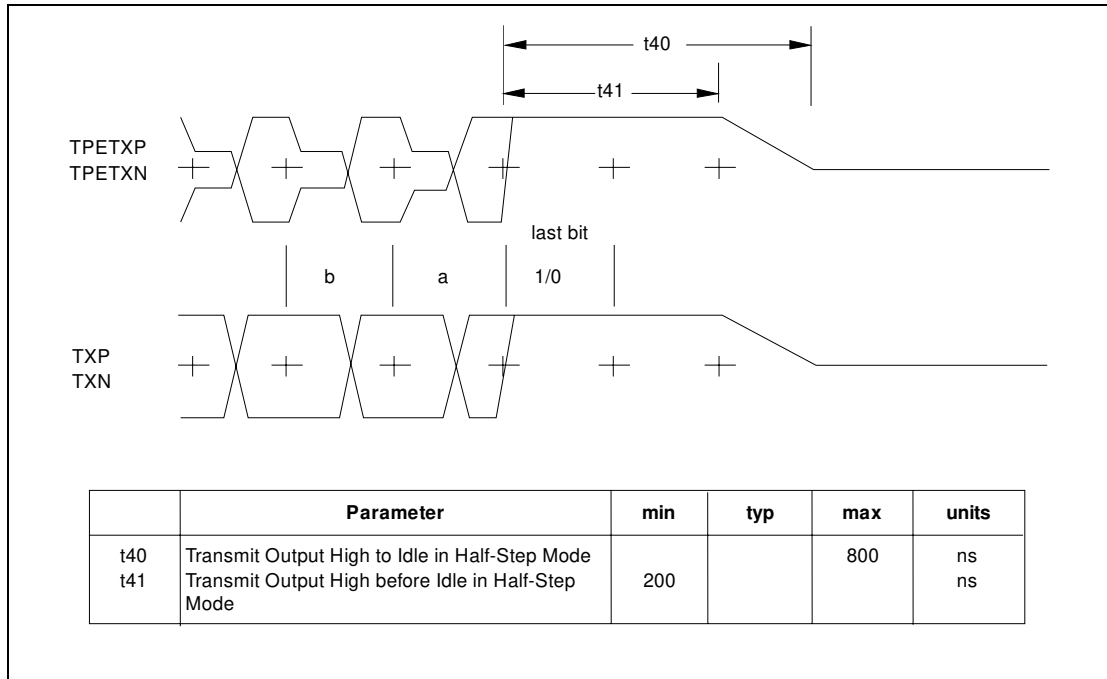 t40
t41
TPETXP
TPETXN
last bit
b a 1/0
TXP
TXN
Parameter min typ max units
t40 Transmit Output High to Idle in Half-Step Mode 800 ns
t41 Transmit Output High before Idle in Half-Step 200 ns
Mode